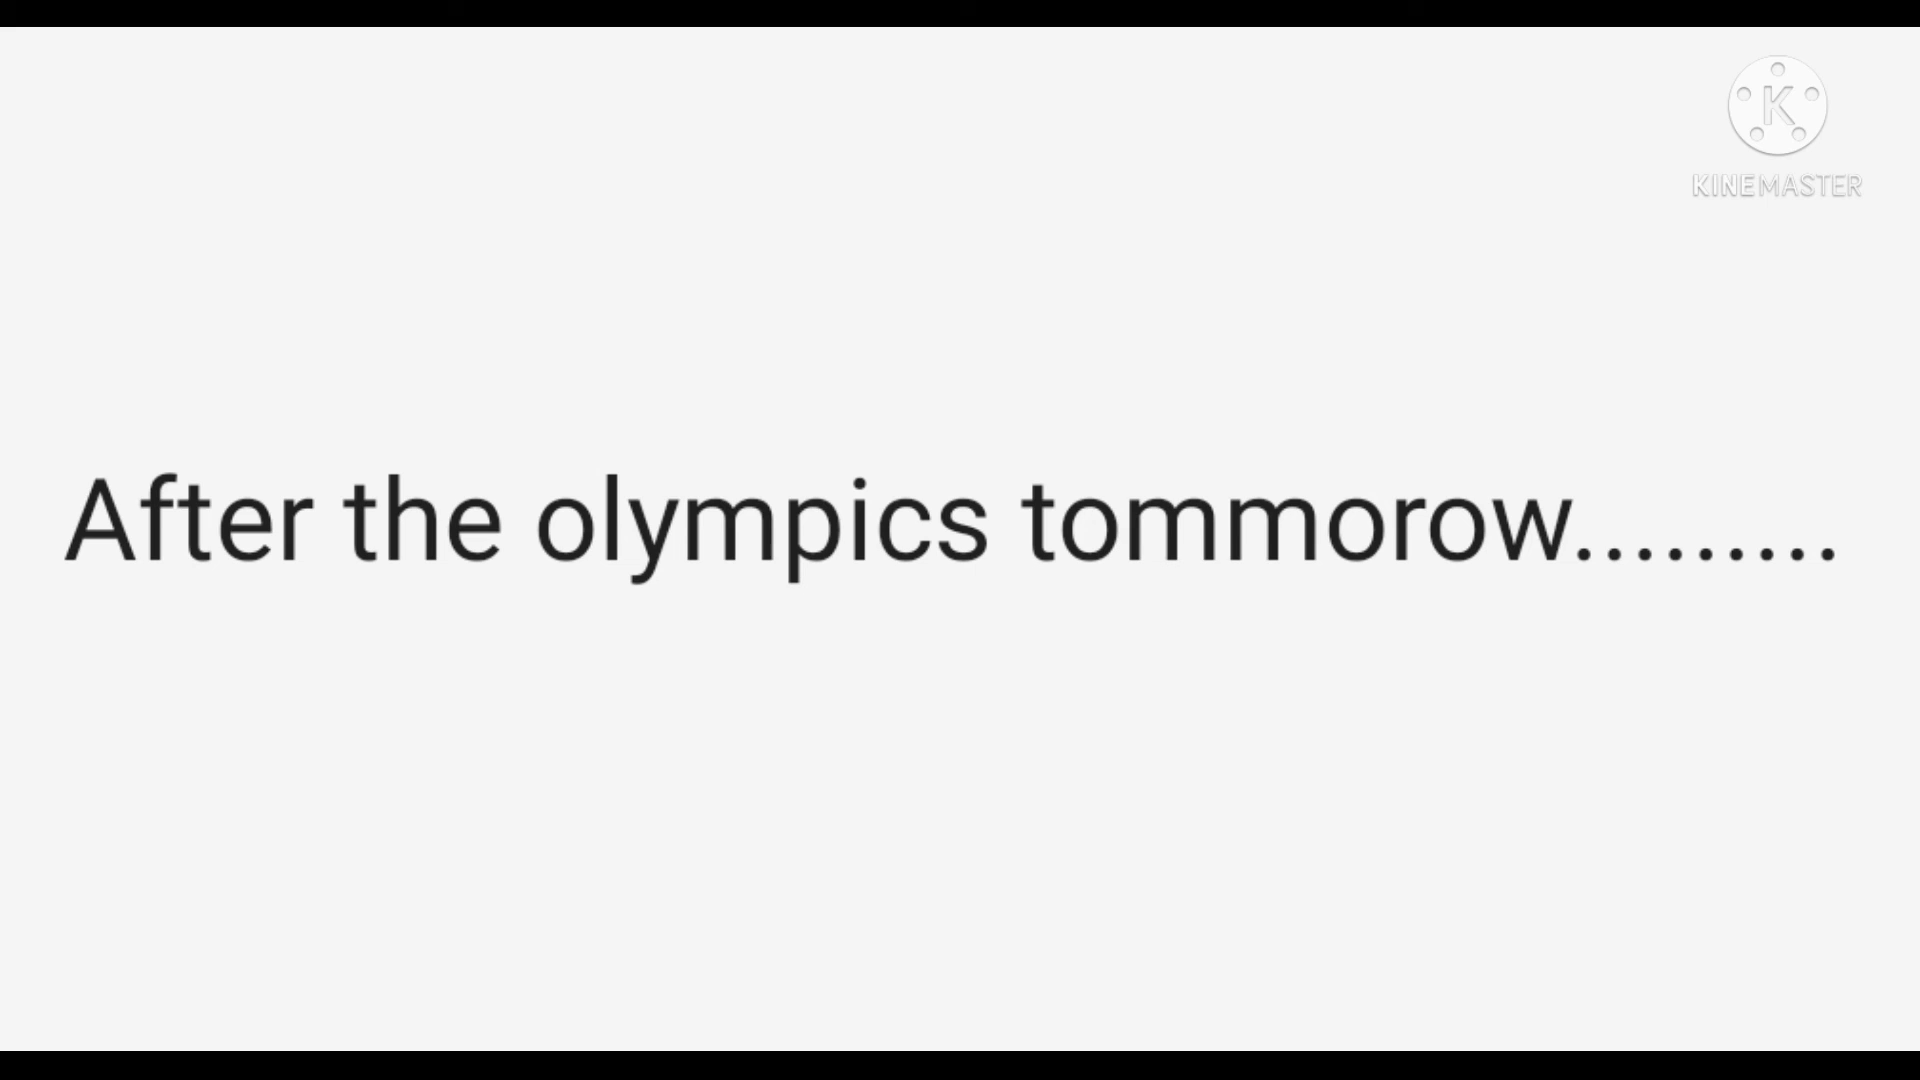 K
KINEMASTER
After the olympics tommorow.........